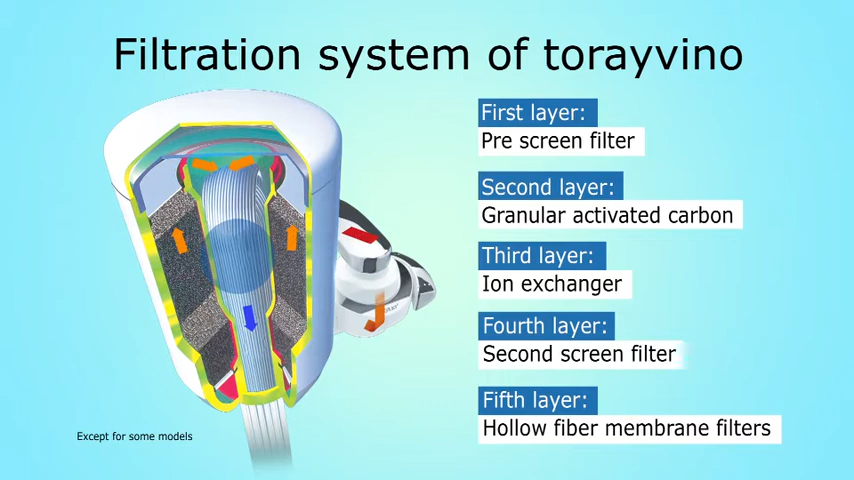 Filtration system of torayvino
First layer:
Pre screen filter
Second layer:
Granular activated carbon
Third layer:
Ion exchanger
Fourth layer:
Second screen filter
Fifth layer:
Hollow fiber membrane filters
Except for some models